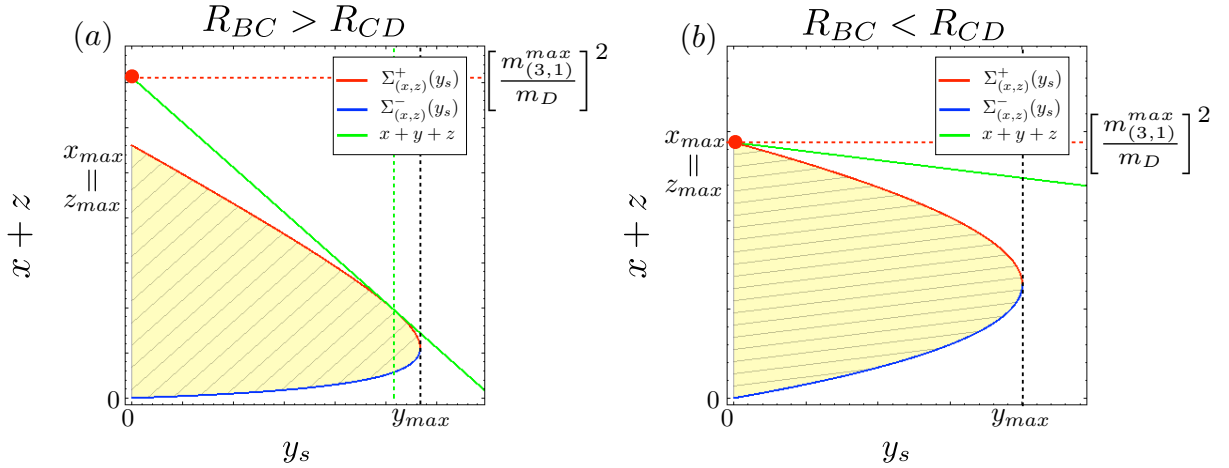 (a) R_{BC} > R_{CD}
Σ^+_{(x,z)}(y_s)
Σ^-_{(x,z)}(y_s)
x + y + z
[m^{max}_{(3,1)} / m_D]^2
x_{max}
=
z_{max}
x + z
0
0
y_{max}
y_s
(b) R_{BC} < R_{CD}
Σ^+_{(x,z)}(y_s)
Σ^-_{(x,z)}(y_s)
x + y + z
[m^{max}_{(3,1)} / m_D]^2
x_{max}
=
z_{max}
x + z
0
0
y_{max}
y_s